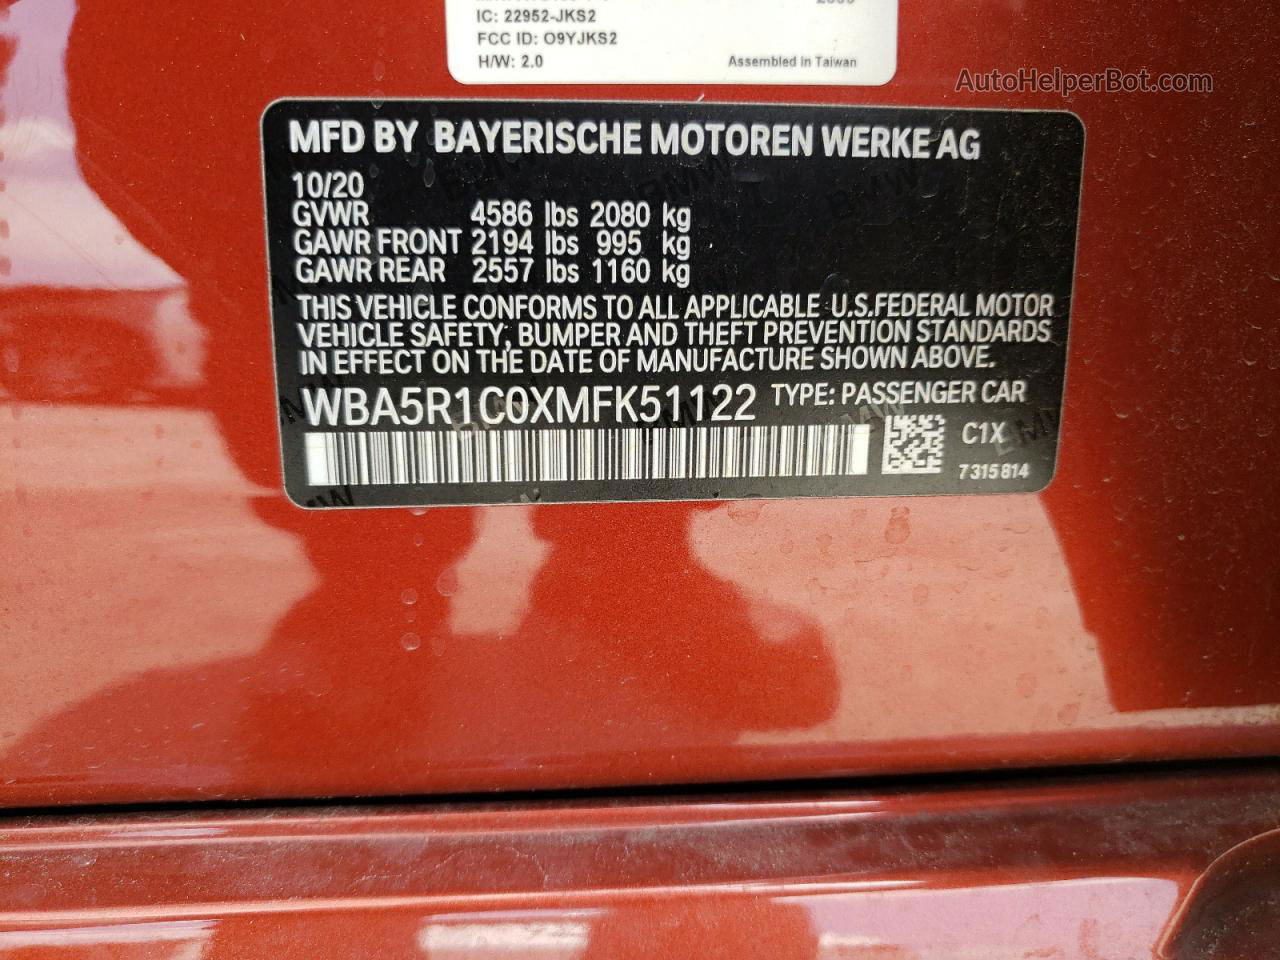 IC: 22952-JKS2
FCC ID: O9YJKS2
H/W: 2.0
Assembled in Taiwan
AutoHelperBot.com
MFD BY BAYERISCHE MOTOREN WERKE AG
10/20
GVWR 4586 lbs 2080 kg
GAWR FRONT 2194 lbs 995 kg
GAWR REAR 2557 lbs 1160 kg
THIS VEHICLE CONFORMS TO ALL APPLICABLE U.S.FEDERAL MOTOR
VEHICLE SAFETY, BUMPER AND THEFT PREVENTION STANDARDS
IN EFFECT ON THE DATE OF MANUFACTURE SHOWN ABOVE.
WBA5R1C0XMFK51122 TYPE: PASSENGER CAR
C1X
7315814